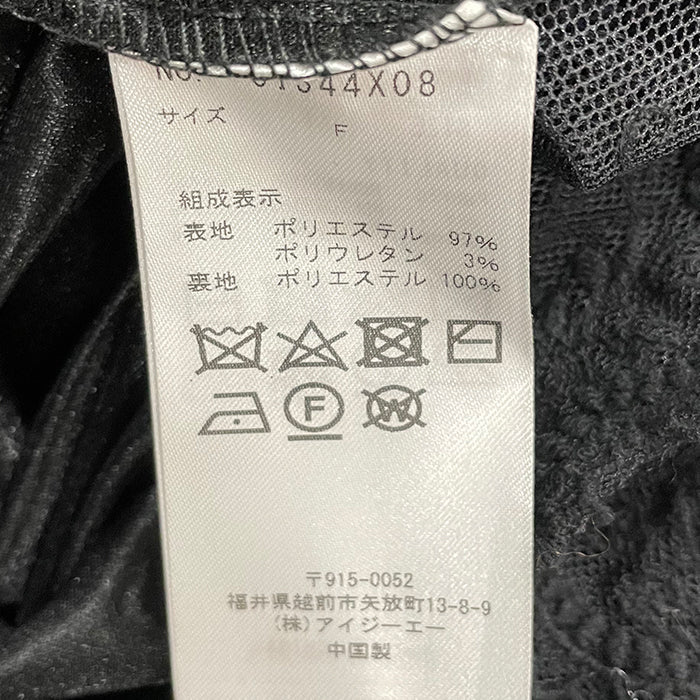 サイズ F
組成表示
表地 ポリエステル 97%
ポリウレタン 3%
裏地 ポリエステル 100%
F
W
〒915-0052
福井県越前市矢放町13-8-9
(株)アイジーエー
中国製